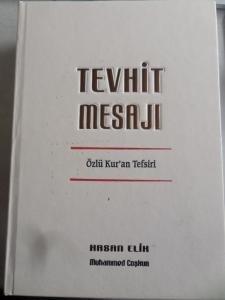 TEVHİT
MESAJI
Özlü Kur'an Tefsiri
HASAN ELİK
Muhammed Coşkun